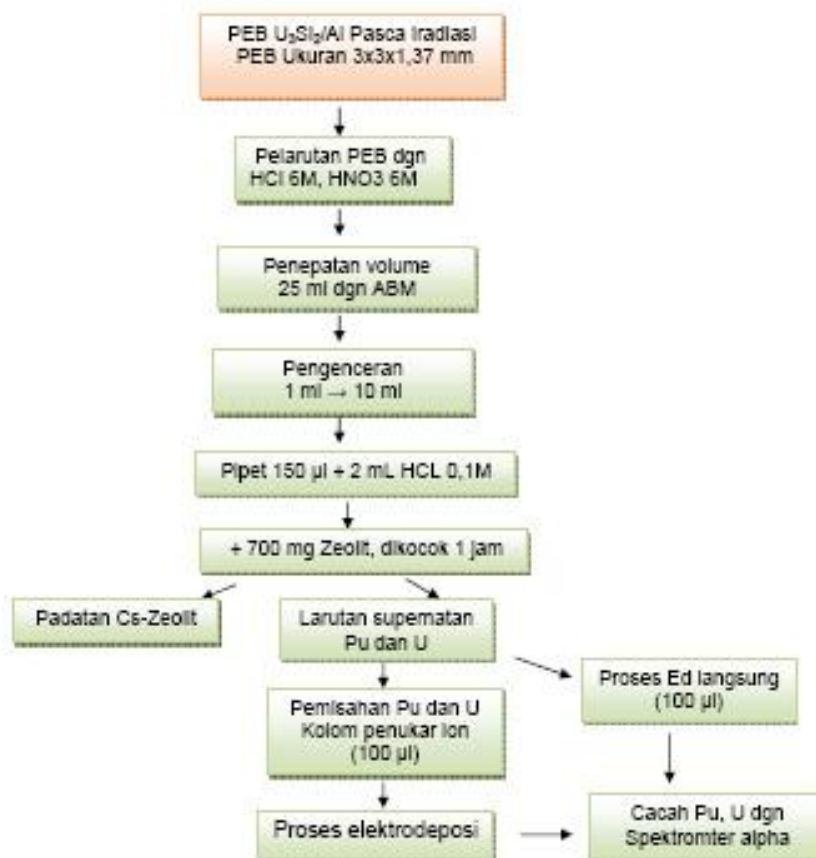 PEB U₃Si₂/Al Pasca Iradiasi
PEB Ukuran 3x3x1,37 mm
Pelarutan PEB dgn
HCl 6M, HNO3 6M
Penepatan volume
25 ml dgn ABM
Pengenceran
1 ml → 10 ml
Pipet 150 µl + 2 mL HCL 0,1M
+ 700 mg Zeolit, dikocok 1 jam
Padatan Cs-Zeolit
Larutan supernatan
Pu dan U
Proses Ed langsung
(100 µl)
Pemisahan Pu dan U
Kolom penukar Ion
(100 µl)
Proses elektrodeposi
Cacah Pu, U dgn
Spektromter alpha